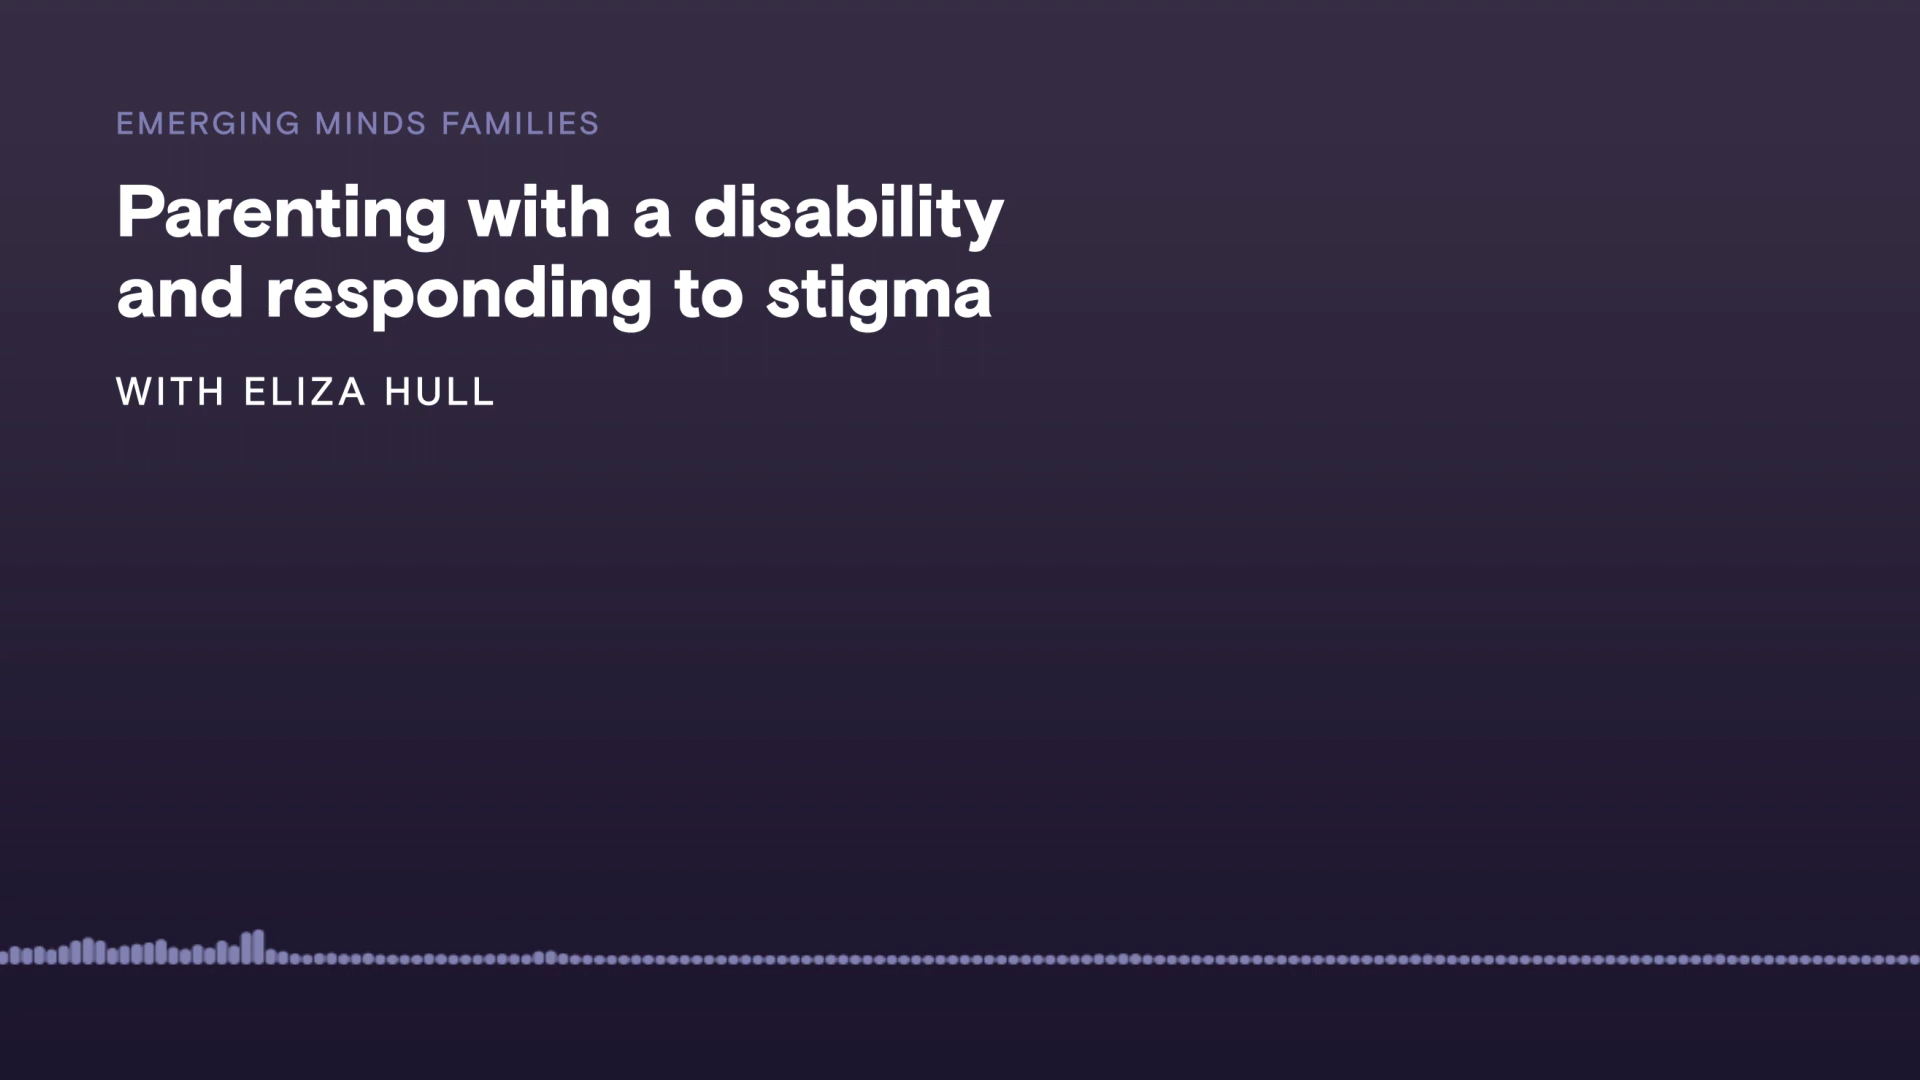 EMERGING MINDS FAMILIES
Parenting with a disability
and responding to stigma
WITH ELIZA HULL